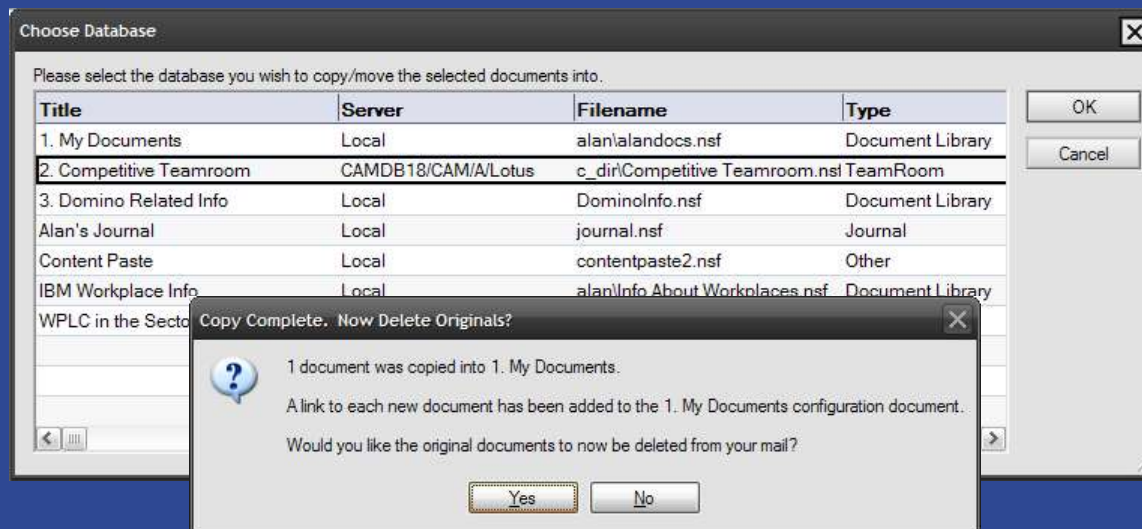 Choose Database
Please select the database you wish to copy/move the selected documents into.
Title Server Filename Type
OK
1. My Documents Local alan\alandocs.nsf Document Library
Cancel
2. Competitive Teamroom CAMDB18/CAM/A/Lotus c_dir\Competitive Teamroom.nsf TeamRoom
3. Domino Related Info Local DominoInfo.nsf Document Library
Alan's Journal Local journal.nsf Journal
Content Paste Local contentpaste2.nsf Other
IBM Workplace Info Local alan\Info About Workplaces.nsf Document Library
WPLC in the Secto
Copy Complete. Now Delete Originals?
1 document was copied into 1. My Documents.
A link to each new document has been added to the 1. My Documents configuration document.
Would you like the original documents to now be deleted from your mail?
Yes No